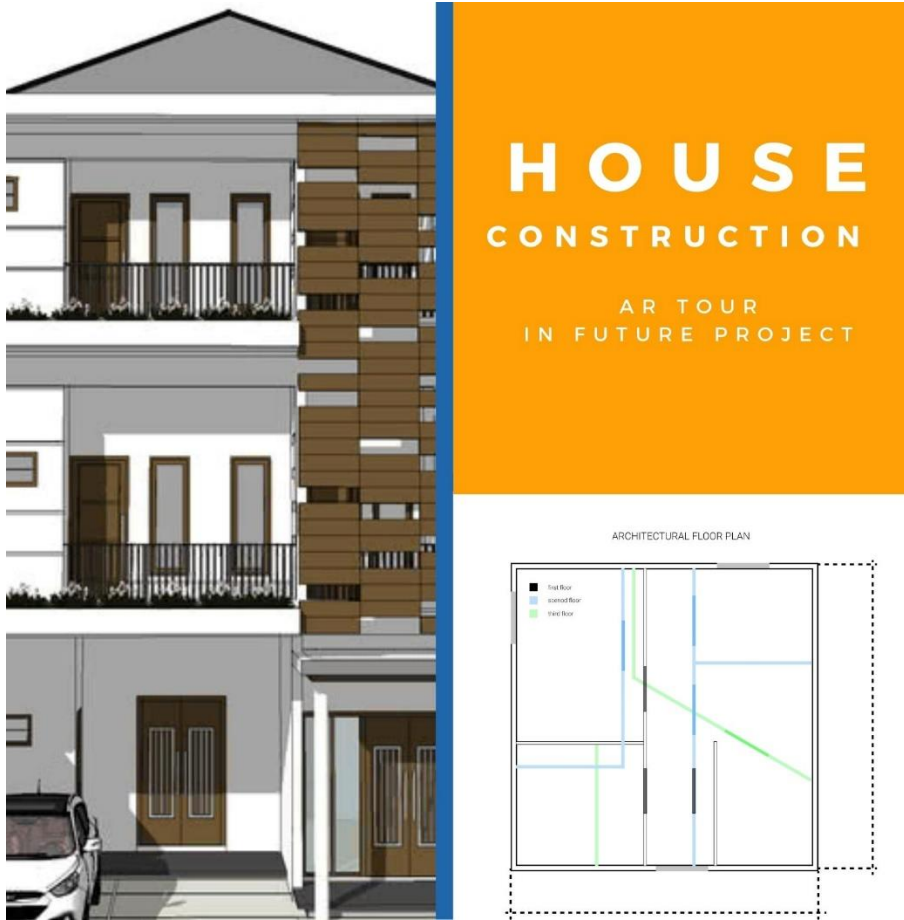 HOUSE
CONSTRUCTION
AR TOUR
IN FUTURE PROJECT
ARCHITECTURAL FLOOR PLAN
first floor
second floor
third floor